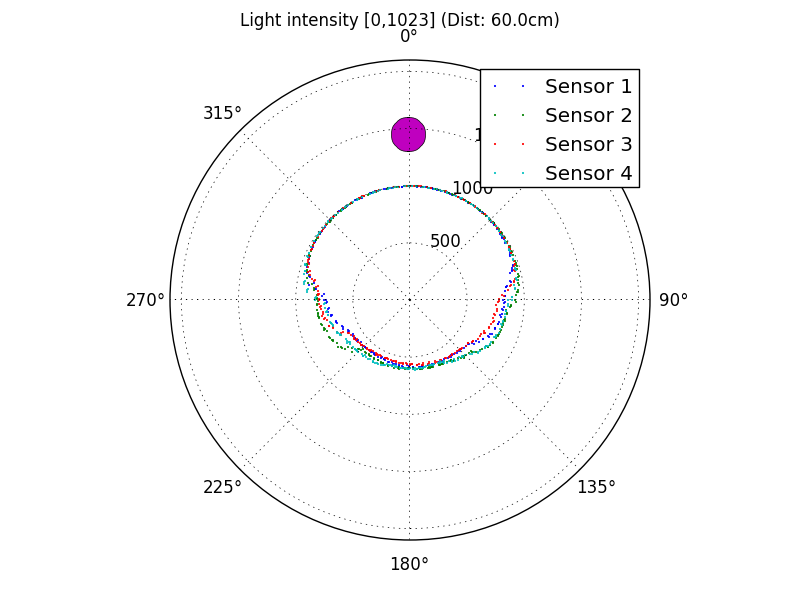 Light intensity [0,1023] (Dist: 60.0cm)
0°
315°
Sensor 1
Sensor 2
Sensor 3
Sensor 4
1000
500
270°
90°
225°
135°
180°